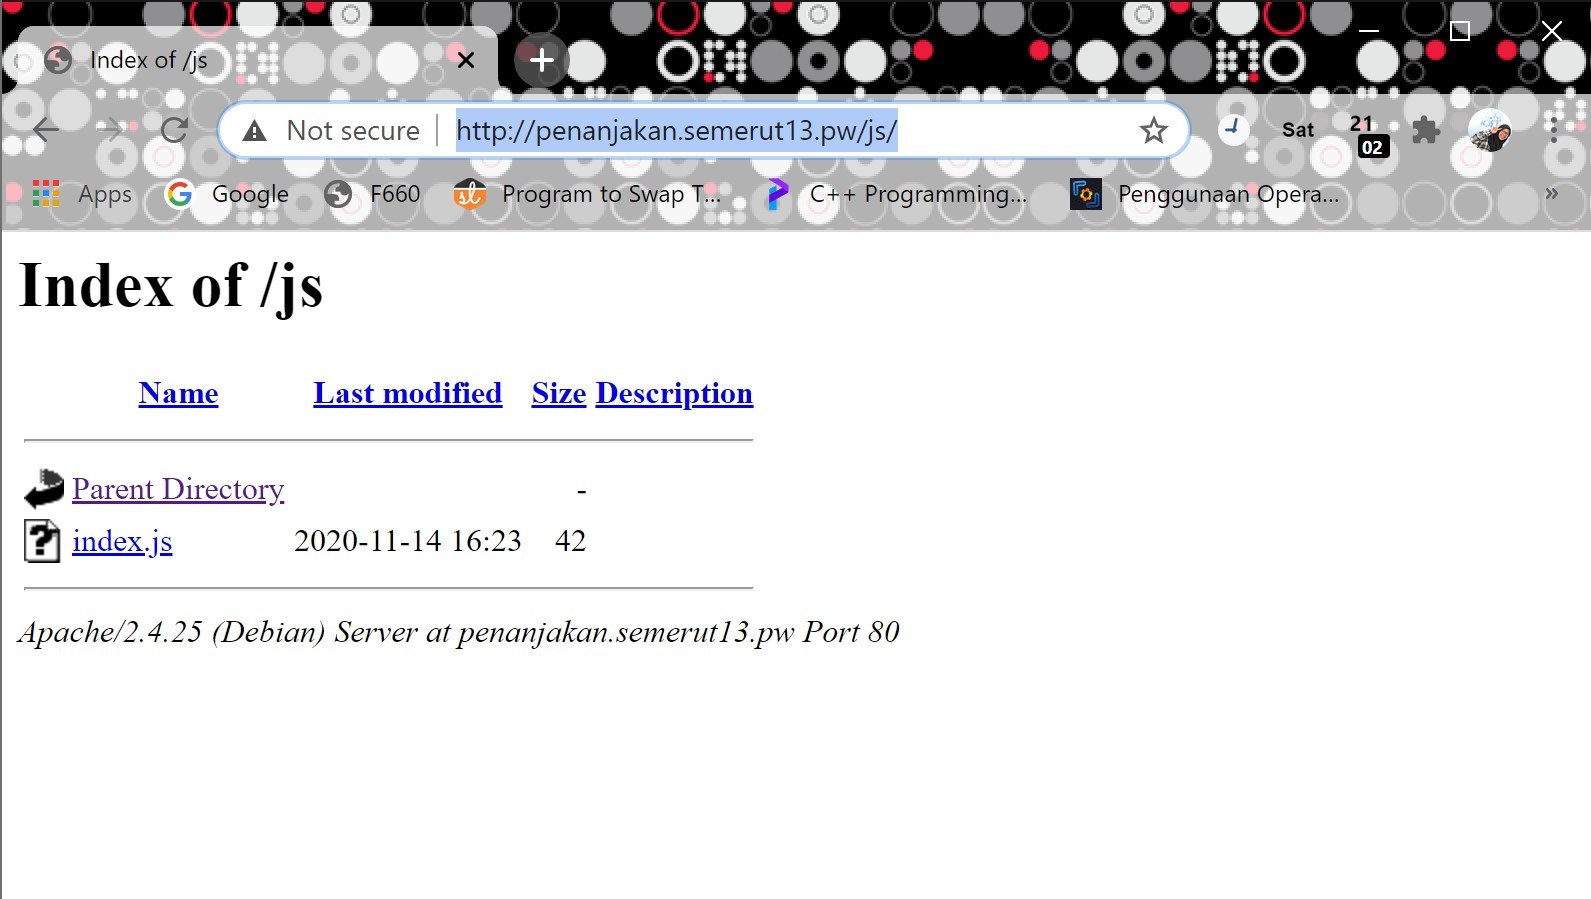 Index of /js
Not secure
http://penanjakan.semerut13.pw/js/
Sat
21
02
Apps
Google
F660
Program to Swap T...
C++ Programming...
Penggunaan Opera...
»
Index of /js
Name Last modified Size Description
Parent Directory -
index.js 2020-11-14 16:23 42
Apache/2.4.25 (Debian) Server at penanjakan.semerut13.pw Port 80